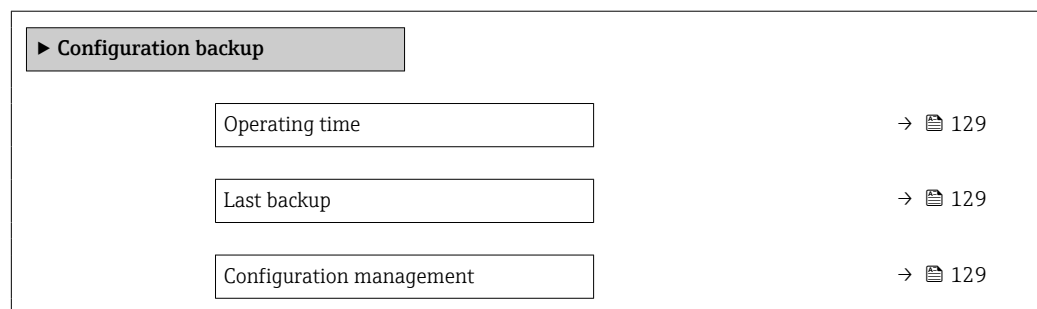 ▶ Configuration backup
Operating time → 129
Last backup → 129
Configuration management → 129